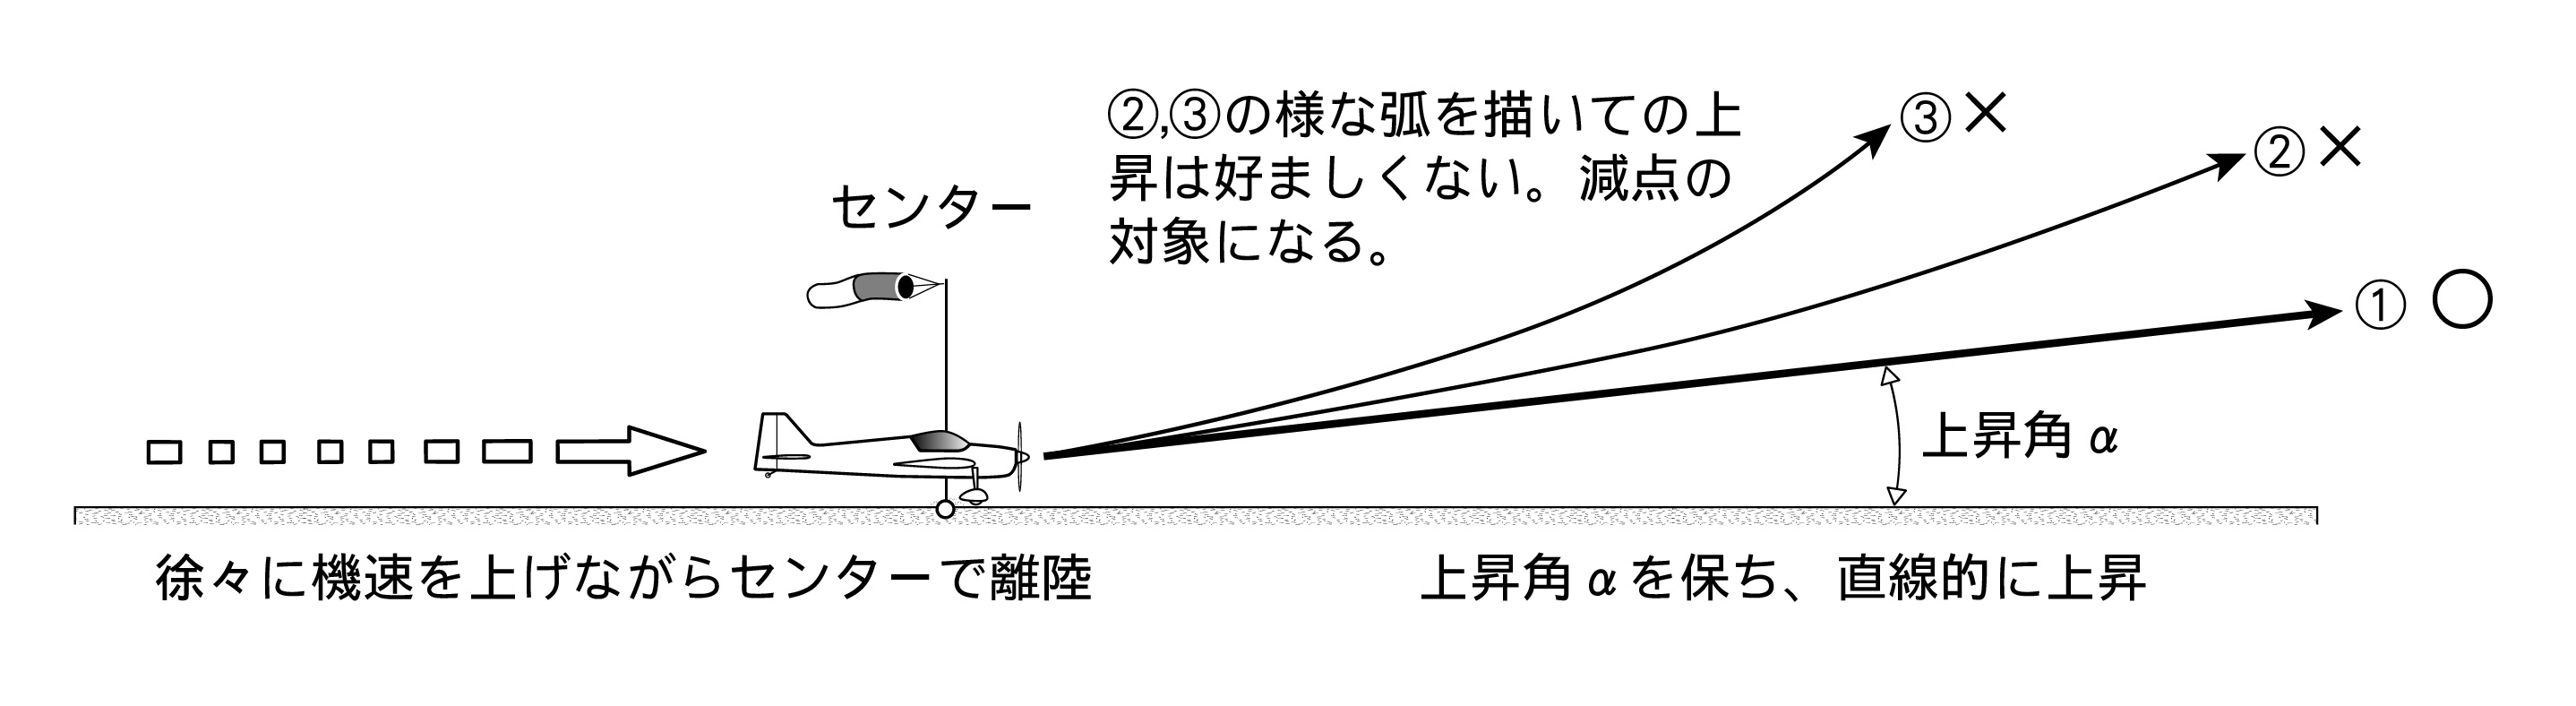 ②,③の様な弧を描いての上
昇は好ましくない。減点の
対象になる。
③ ×
② ×
① ○
センター
上昇角 α
徐々に機速を上げながらセンターで離陸
上昇角 α を保ち、直線的に上昇